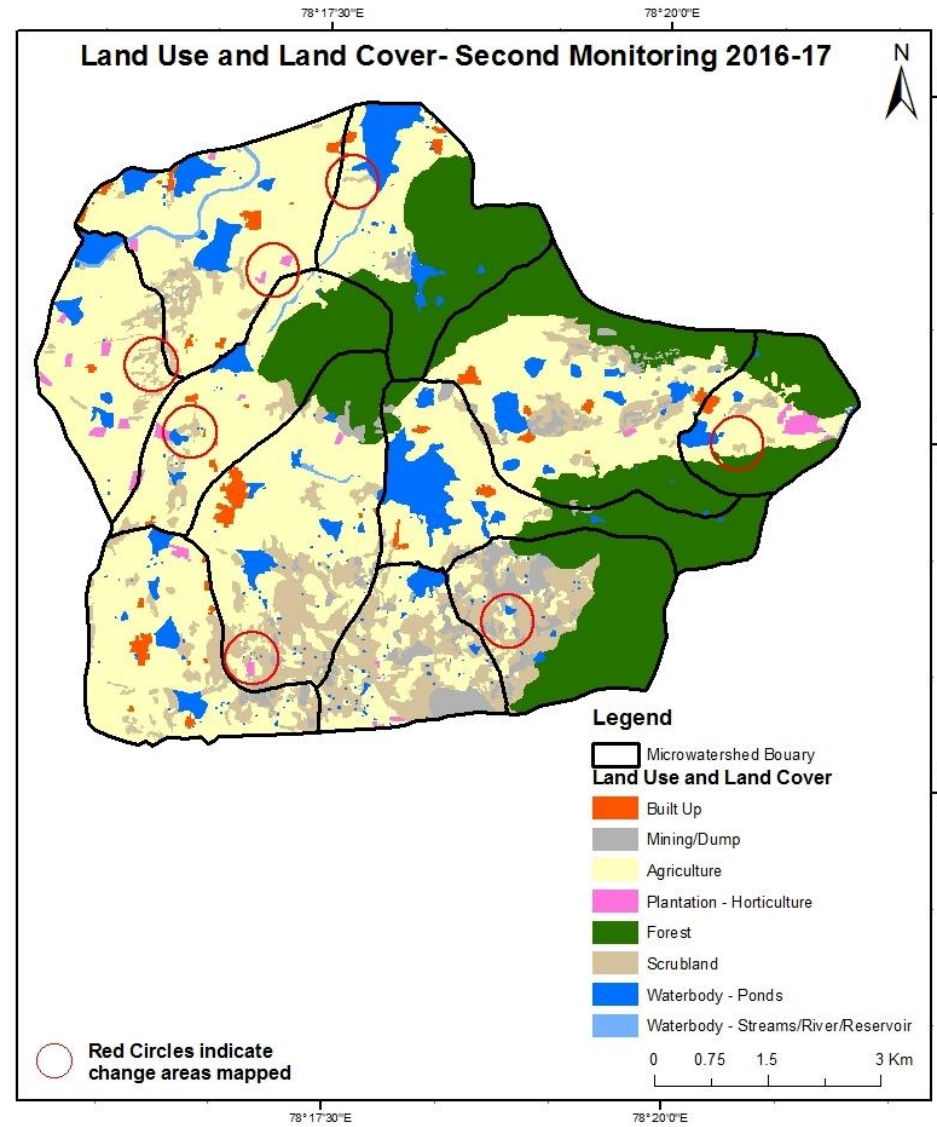 78°17'30"E
78°20'0"E
Land Use and Land Cover- Second Monitoring 2016-17
N
Legend
Microwatershed Bouary
Land Use and Land Cover
Built Up
Mining/Dump
Agriculture
Plantation - Horticulture
Forest
Scrubland
Waterbody - Ponds
Waterbody - Streams/River/Reservoir
Red Circles indicate
change areas mapped
0 0.75 1.5 3 Km
78°17'30"E
78°20'0"E